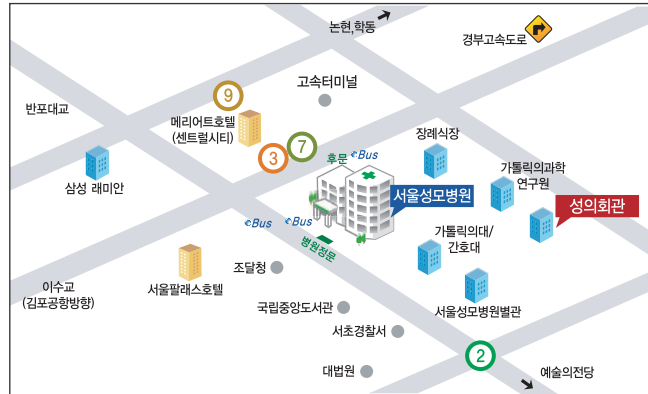 논현,학동
경부고속도로
고속터미널
9
반포대교
메리어트호텔
(센트럴시티)
장례식장
7
3
후문
Bus
가톨릭의과학
연구원
삼성 래미안
서울성모병원
성의회관
Bus
Bus
병원정문
가톨릭의대/
간호대
조달청
이수교
(김포공항방향)
서울팔래스호텔
국립중앙도서관
서울성모병원별관
서초경찰서
2
대법원
예술의전당